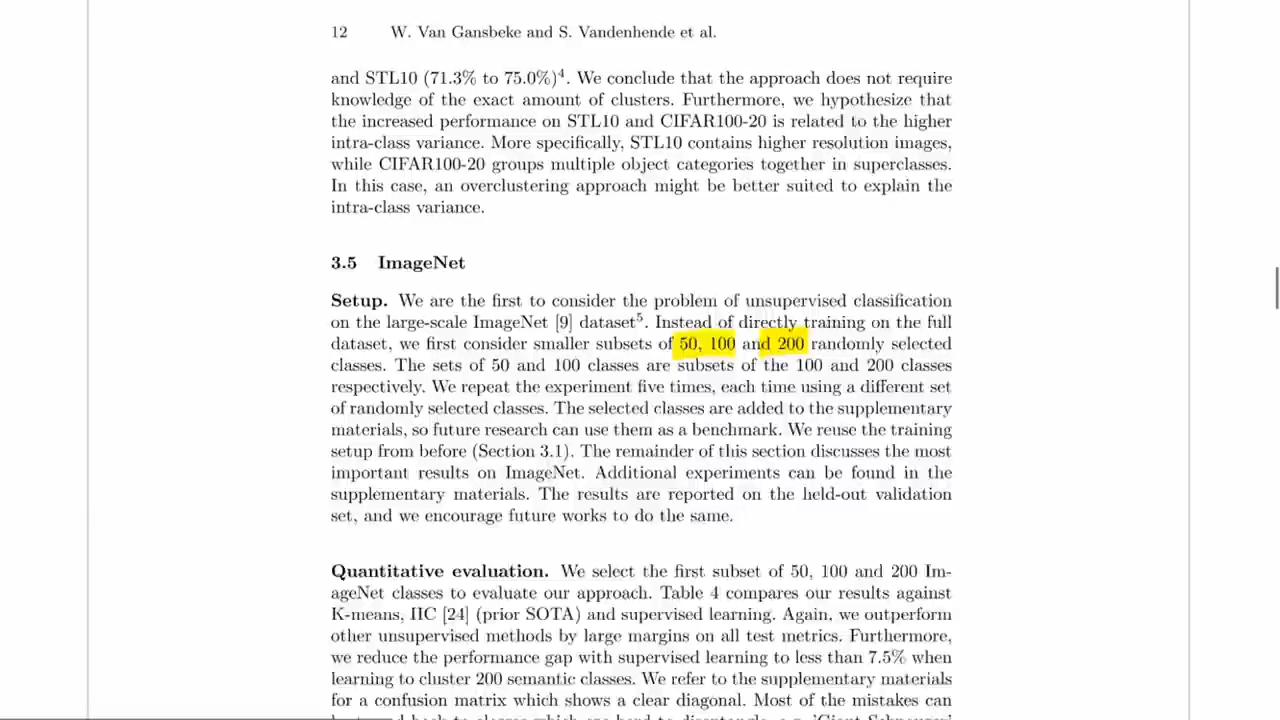 12 W. Van Gansbeke and S. Vandenhende et al.
and STL10 (71.3% to 75.0%)⁴. We conclude that the approach does not require
knowledge of the exact amount of clusters. Furthermore, we hypothesize that
the increased performance on STL10 and CIFAR100-20 is related to the higher
intra-class variance. More specifically, STL10 contains higher resolution images,
while CIFAR100-20 groups multiple object categories together in superclasses.
In this case, an overclustering approach might be better suited to explain the
intra-class variance.
3.5 ImageNet
Setup. We are the first to consider the problem of unsupervised classification
on the large-scale ImageNet [9] dataset⁵. Instead of directly training on the full
dataset, we first consider smaller subsets of 50, 100 and 200 randomly selected
classes. The sets of 50 and 100 classes are subsets of the 100 and 200 classes
respectively. We repeat the experiment five times, each time using a different set
of randomly selected classes. The selected classes are added to the supplementary
materials, so future research can use them as a benchmark. We reuse the training
setup from before (Section 3.1). The remainder of this section discusses the most
important results on ImageNet. Additional experiments can be found in the
supplementary materials. The results are reported on the held-out validation
set, and we encourage future works to do the same.
Quantitative evaluation. We select the first subset of 50, 100 and 200 Im-
ageNet classes to evaluate our approach. Table 4 compares our results against
K-means, IIC [24] (prior SOTA) and supervised learning. Again, we outperform
other unsupervised methods by large margins on all test metrics. Furthermore,
we reduce the performance gap with supervised learning to less than 7.5% when
learning to cluster 200 semantic classes. We refer to the supplementary materials
for a confusion matrix which shows a clear diagonal. Most of the mistakes can